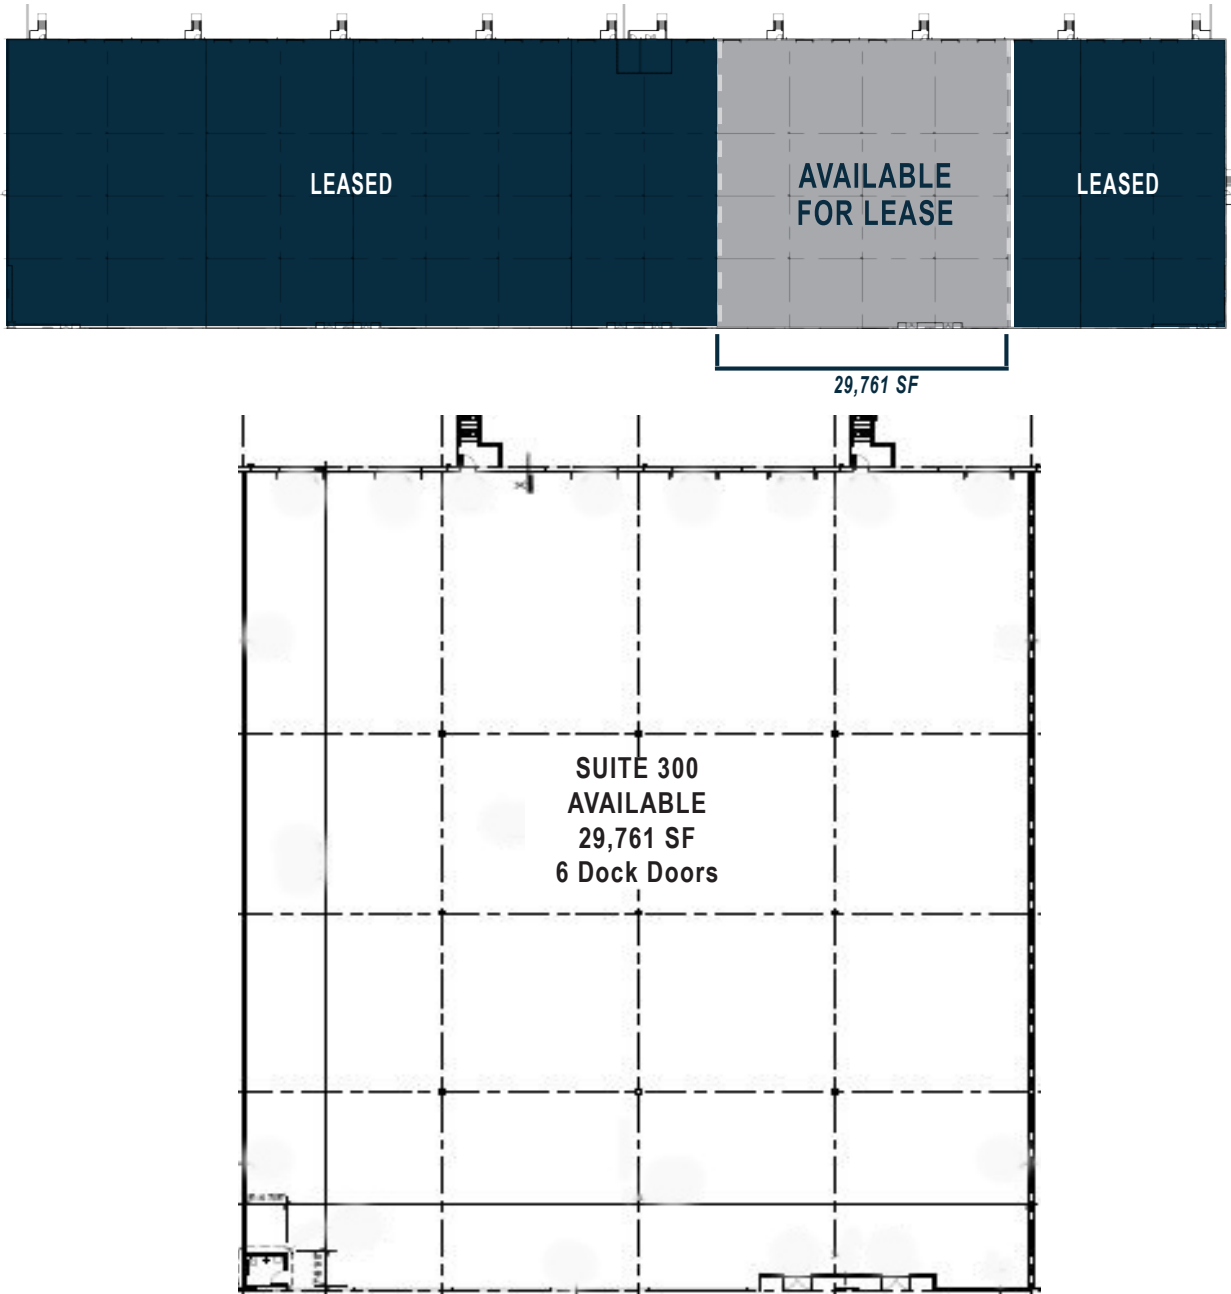 LEASED
AVAILABLE
FOR LEASE
LEASED
29,761 SF
SUITE 300
AVAILABLE
29,761 SF
6 Dock Doors